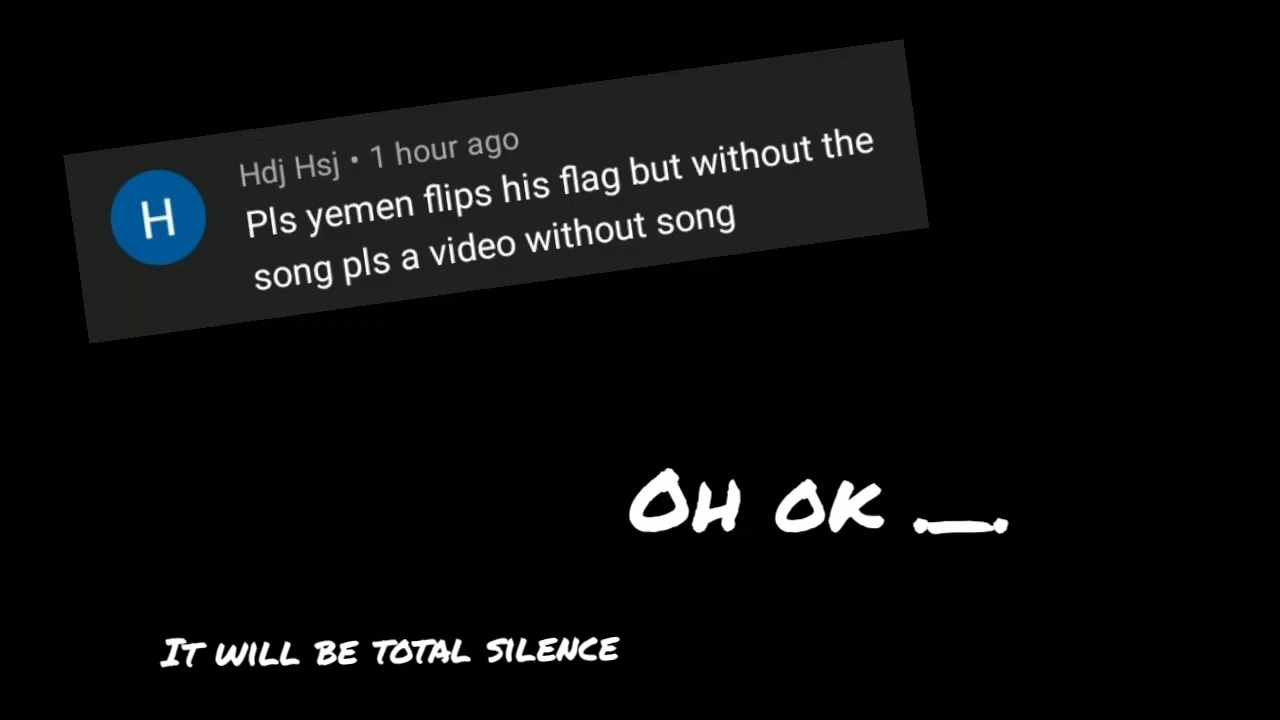 H
Hdj Hsj • 1 hour ago
Pls yemen flips his flag but without the
song pls a video without song
Oh ok ._.
It will be total silence